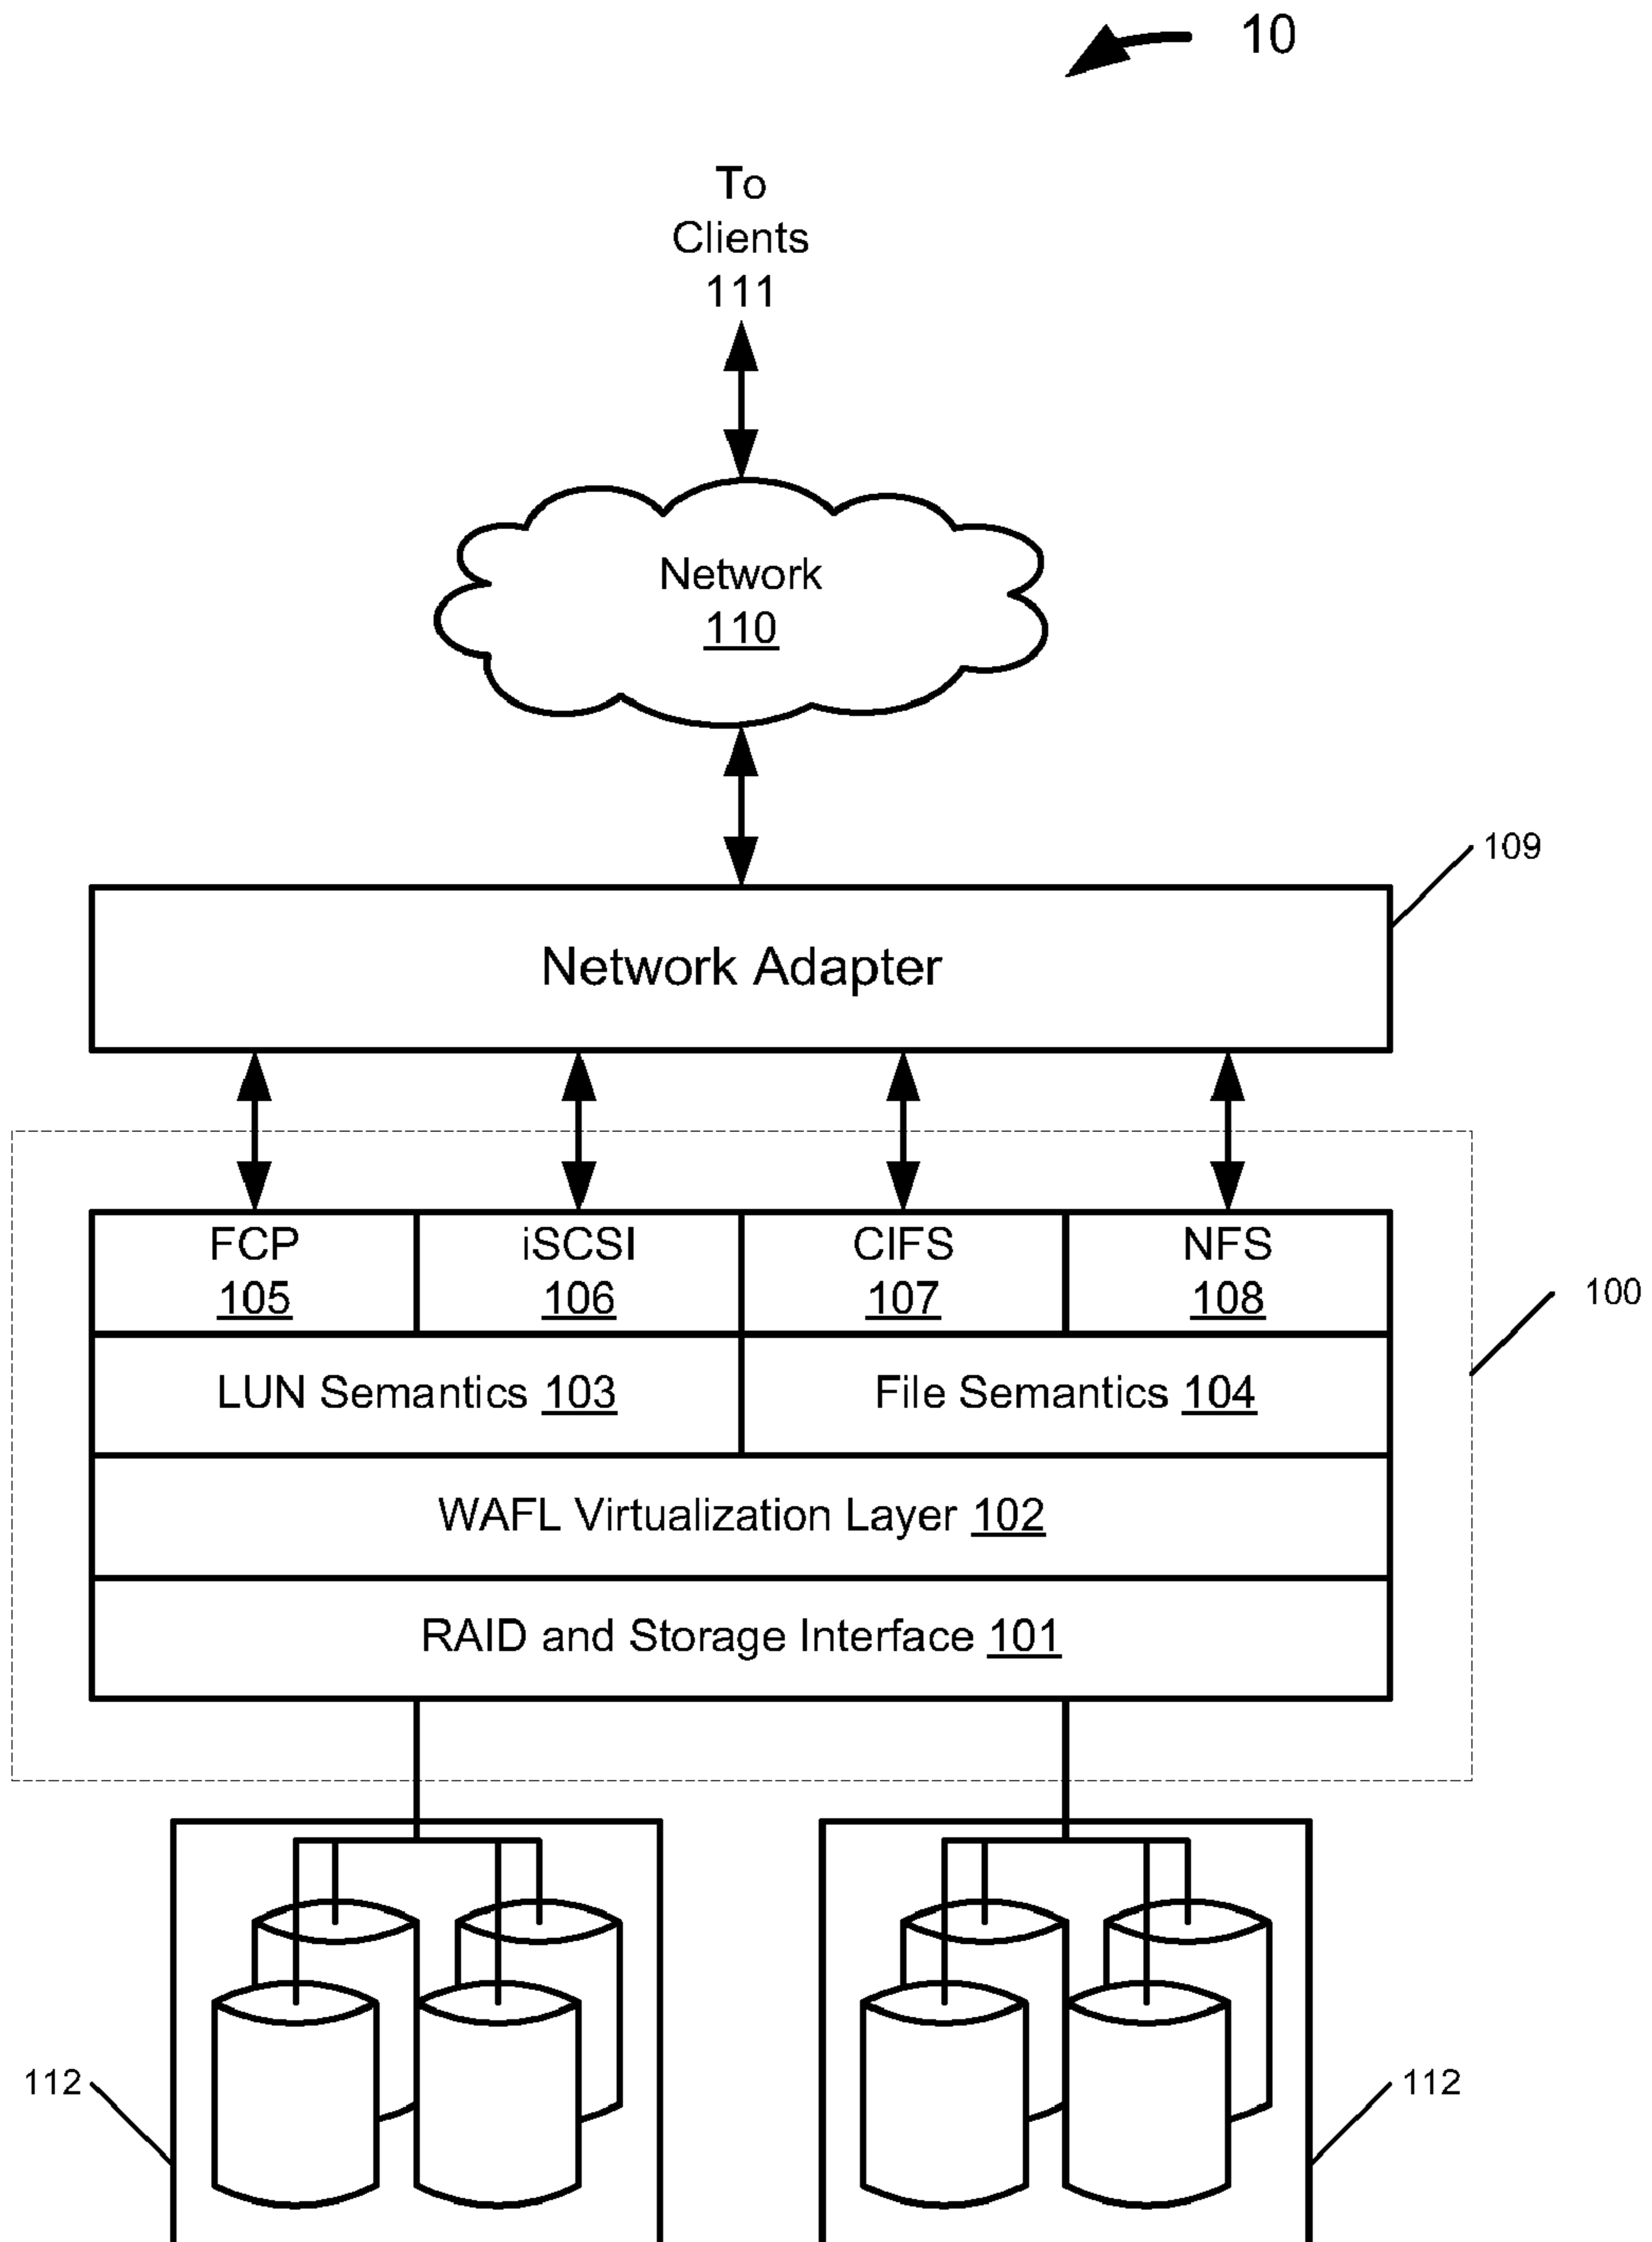 10
To
Clients
111
Network
110
109
Network Adapter
FCP
105
iSCSI
106
CIFS
107
NFS
108
100
LUN Semantics 103
File Semantics 104
WAFL Virtualization Layer 102
RAID and Storage Interface 101
112
112